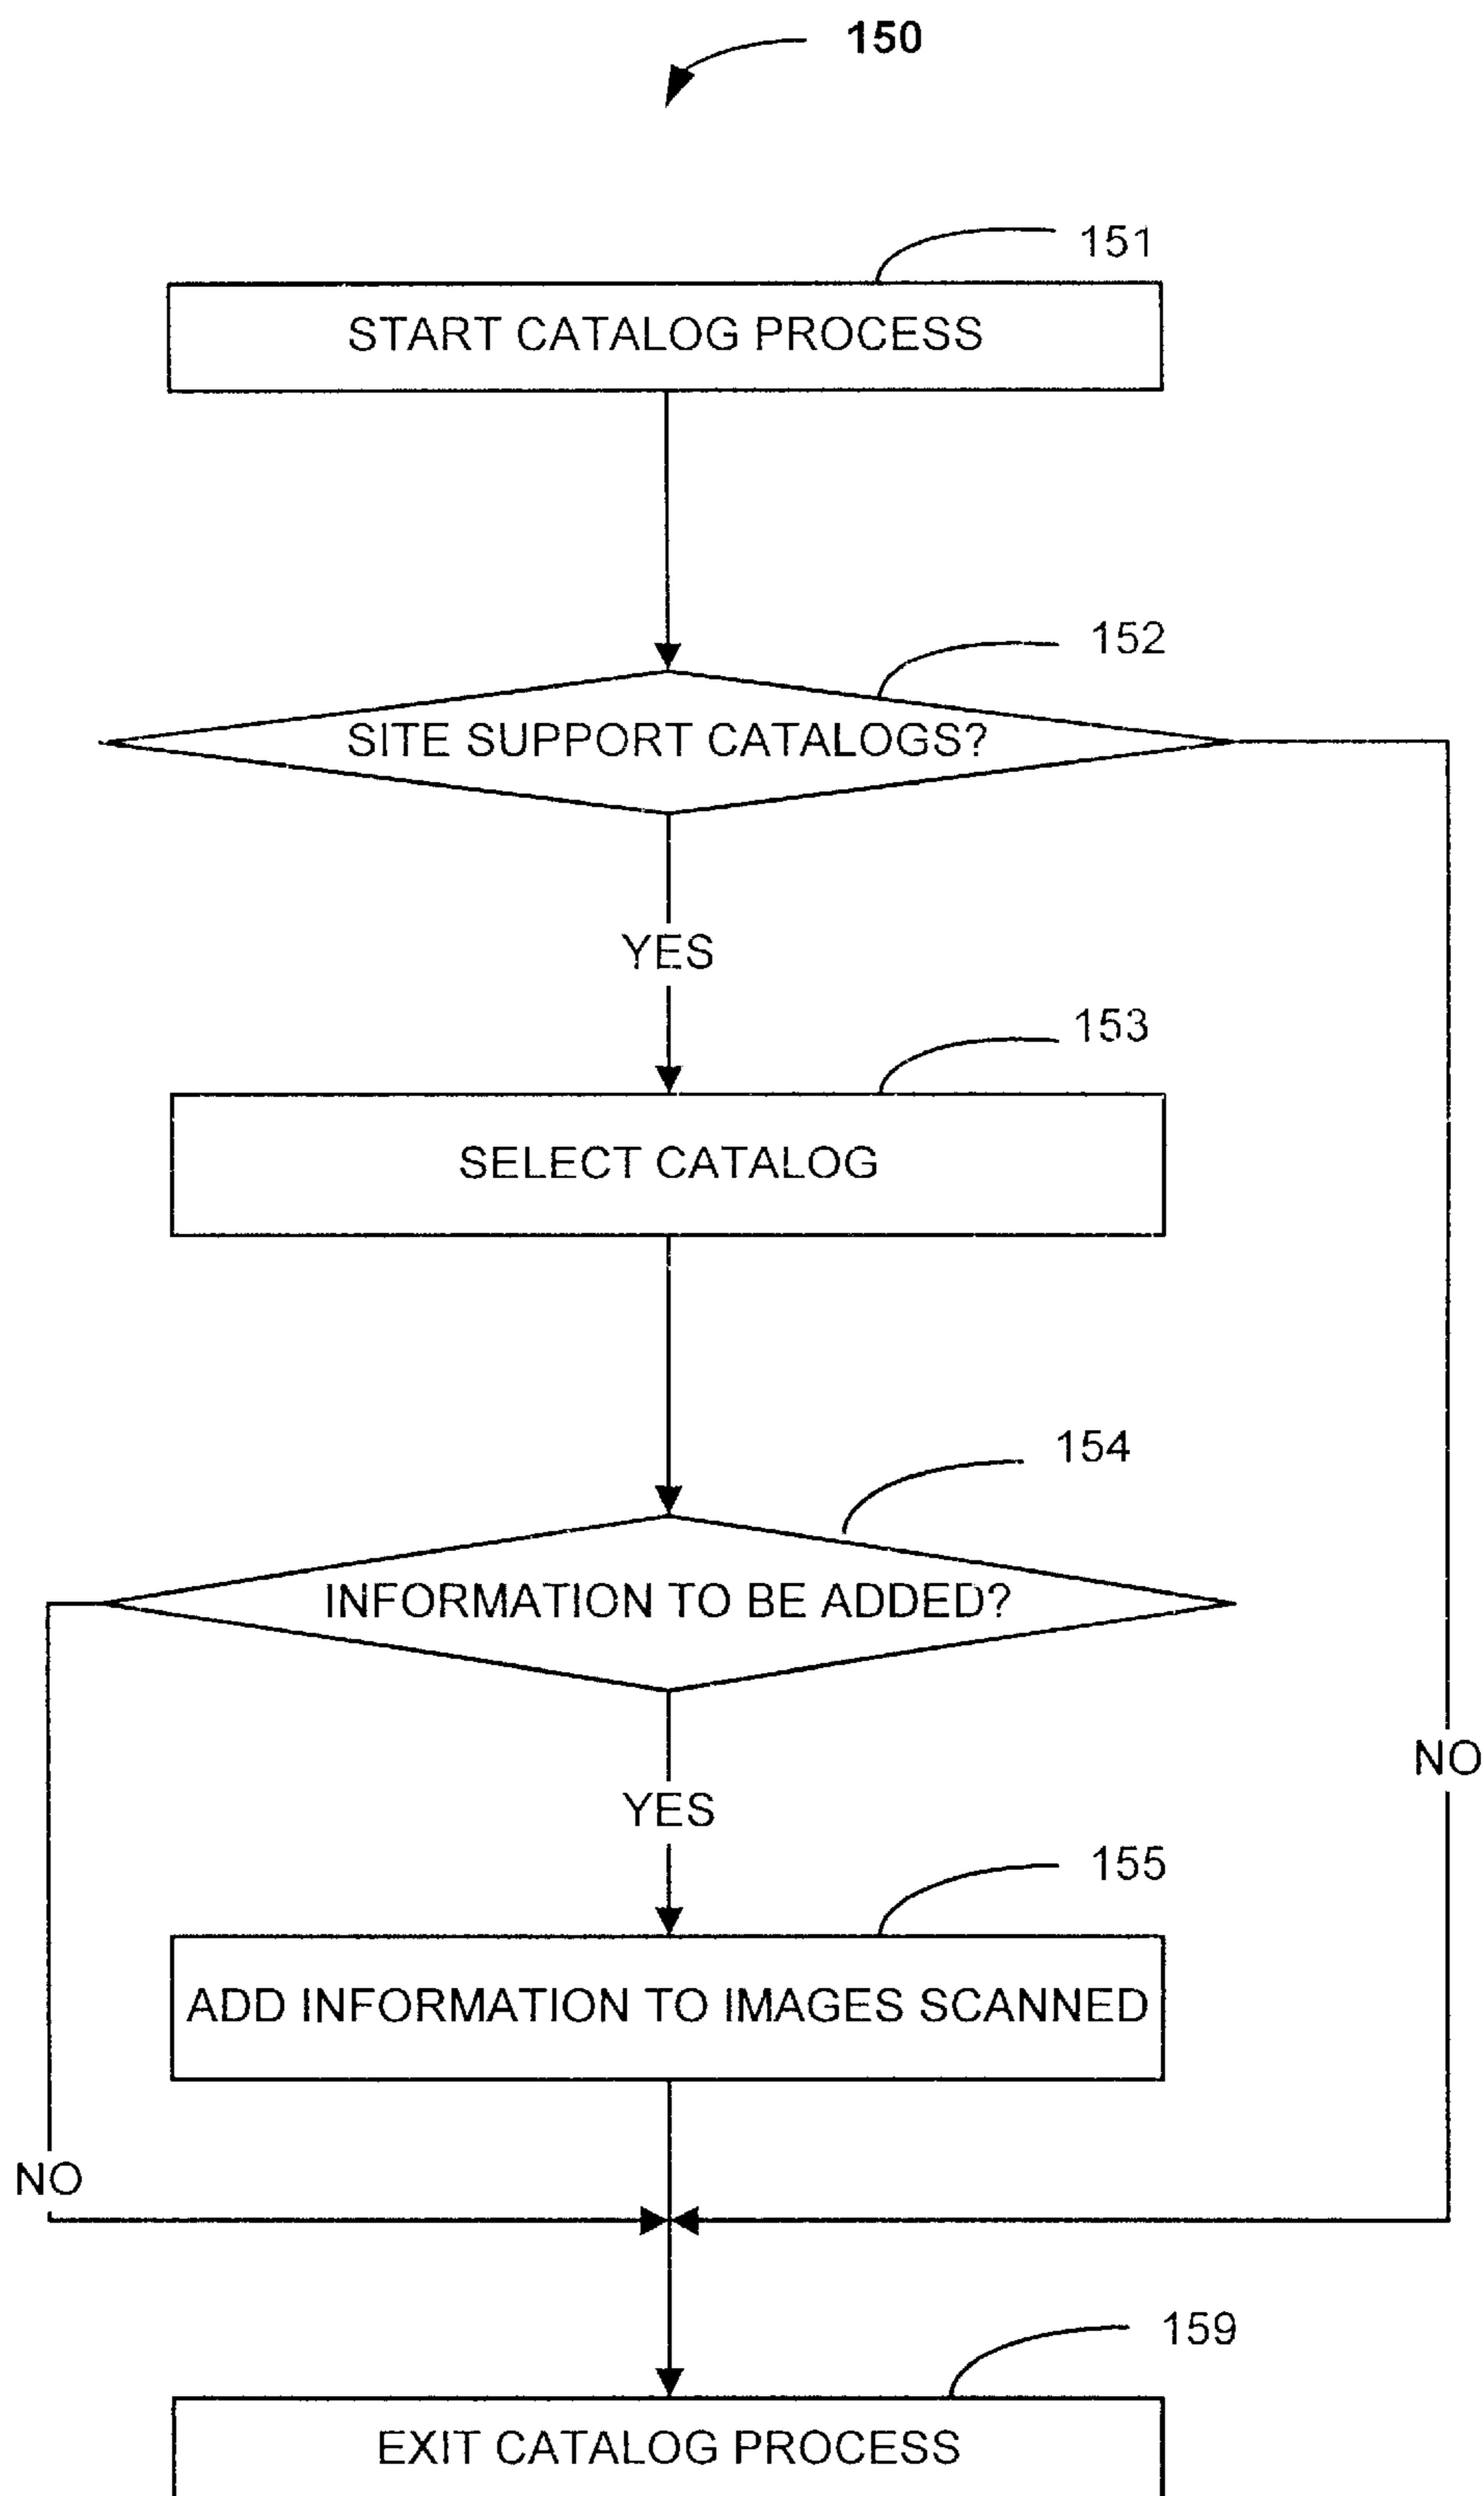 150
151
START CATALOG PROCESS
152
SITE SUPPORT CATALOGS?
YES
153
SELECT CATALOG
154
INFORMATION TO BE ADDED?
NO
YES
155
ADD INFORMATION TO IMAGES SCANNED
NO
159
EXIT CATALOG PROCESS